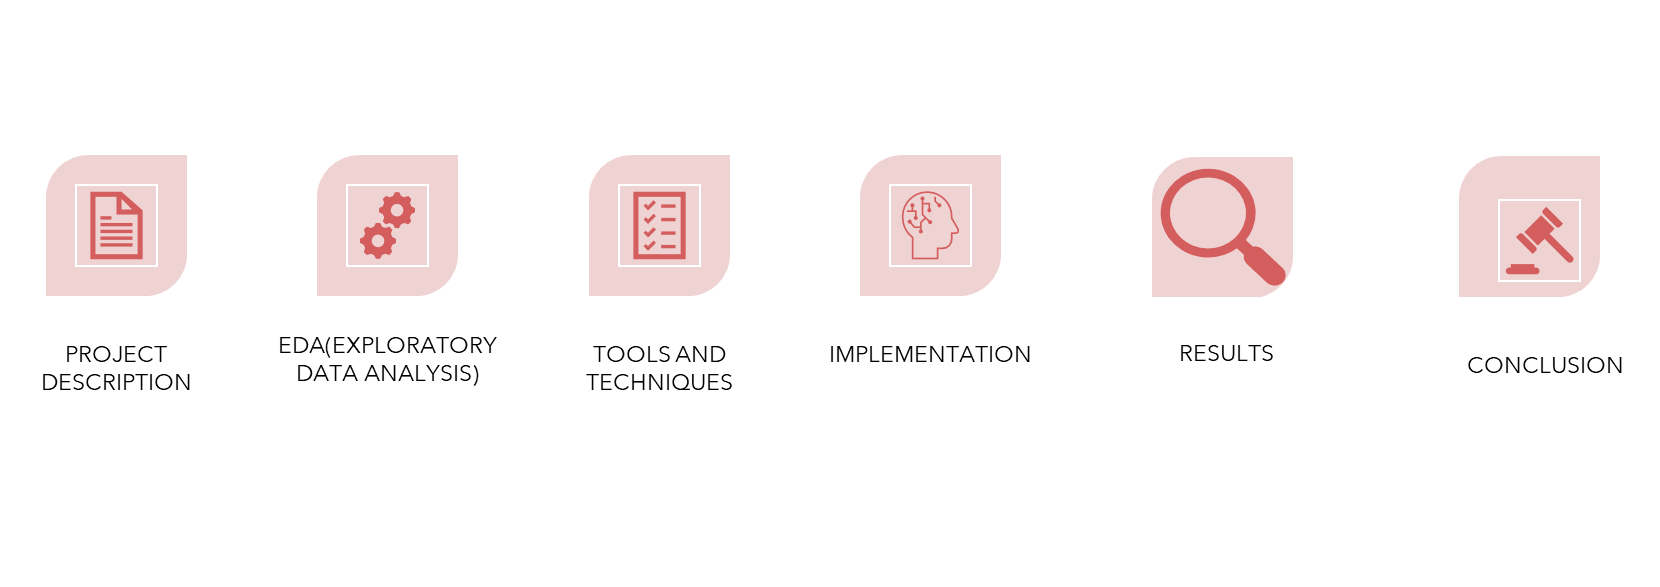 PROJECT
DESCRIPTION
EDA(EXPLORATORY
DATA ANALYSIS)
TOOLS AND
TECHNIQUES
IMPLEMENTATION
RESULTS
CONCLUSION